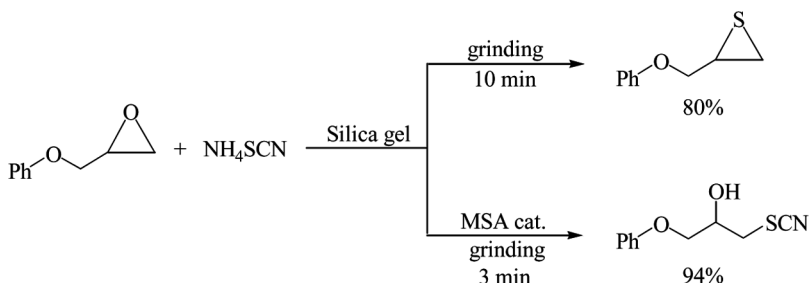 O
Ph
O
+
NH₄SCN
Silica gel
grinding
10 min
S
Ph
O
80%
MSA cat.
grinding
3 min
OH
Ph
O
SCN
94%